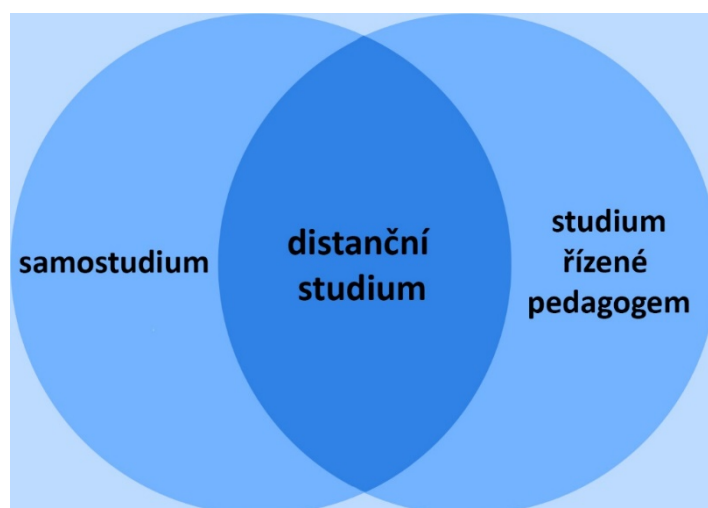 samostudium
distanční
studium
studium
řízené
pedagogem